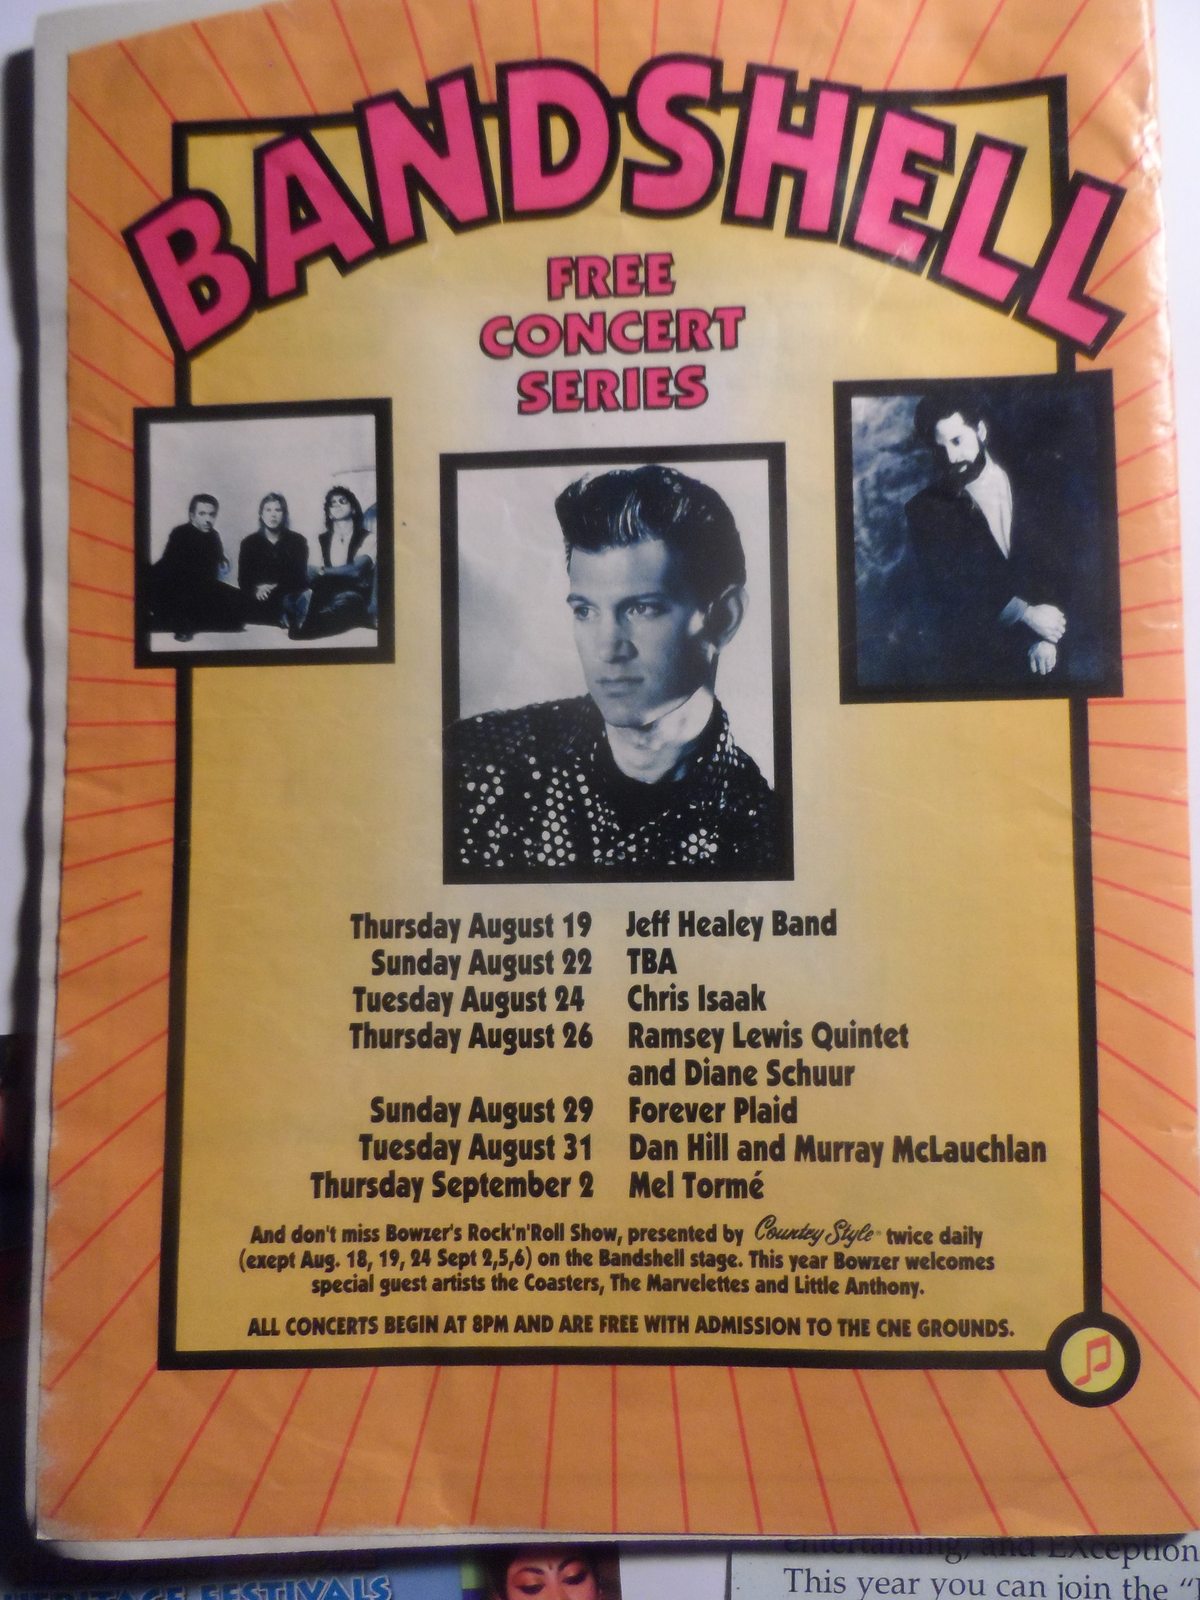 BANDSHELL
FREE
CONCERT
SERIES
Thursday August 19 Jeff Healey Band
Sunday August 22 TBA
Tuesday August 24 Chris Isaak
Thursday August 26 Ramsey Lewis Quintet
and Diane Schuur
Sunday August 29 Forever Plaid
Tuesday August 31 Dan Hill and Murray McLauchlan
Thursday September 2 Mel Tormé
And don't miss Bowzer's Rock'n'Roll Show, presented by Country Style twice daily
(exept Aug. 18, 19, 24 Sept 2,5,6) on the Bandshell stage. This year Bowzer welcomes
special guest artists the Coasters, The Marvelettes and Little Anthony.
ALL CONCERTS BEGIN AT 8PM AND ARE FREE WITH ADMISSION TO THE CNE GROUNDS.
HERITAGE FESTIVALS
entertaining, and Exception
This year you can join the "